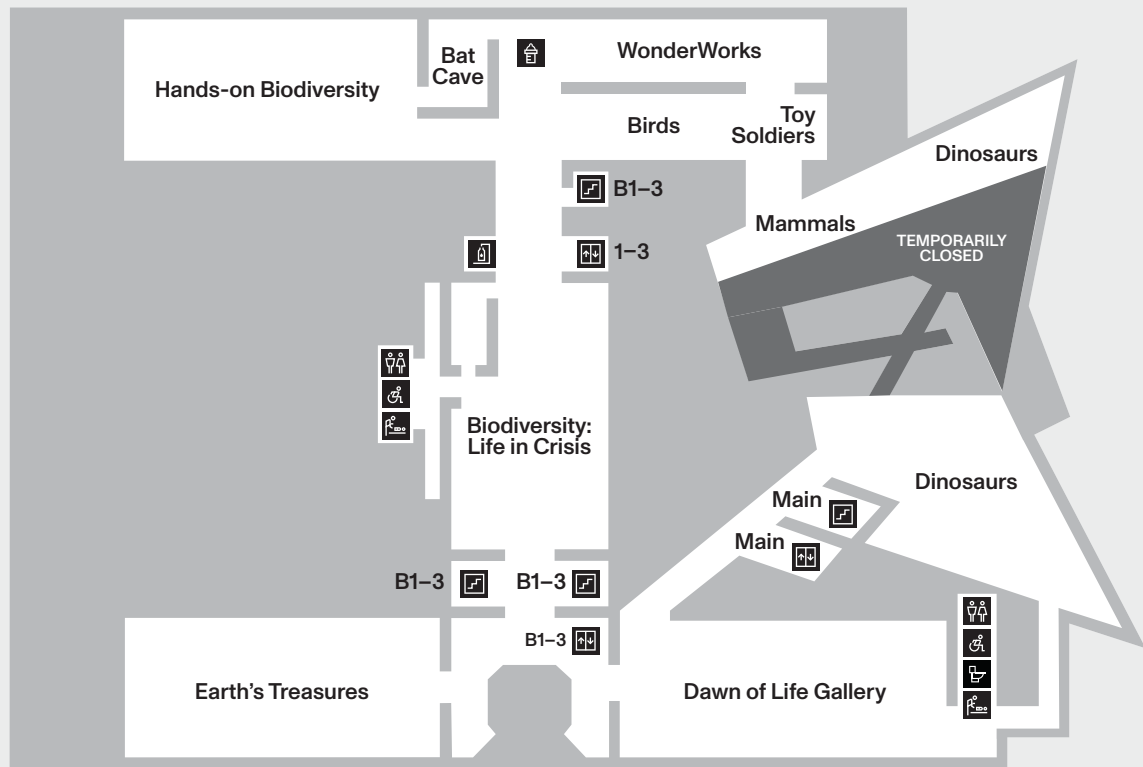 Hands-on Biodiversity
Bat
Cave
WonderWorks
Birds
Toy
Soldiers
Dinosaurs
B1–3
Mammals
TEMPORARILY
CLOSED
1–3
Biodiversity:
Life in Crisis
Dinosaurs
Main
Main
B1–3
B1–3
B1–3
Earth’s Treasures
Dawn of Life Gallery